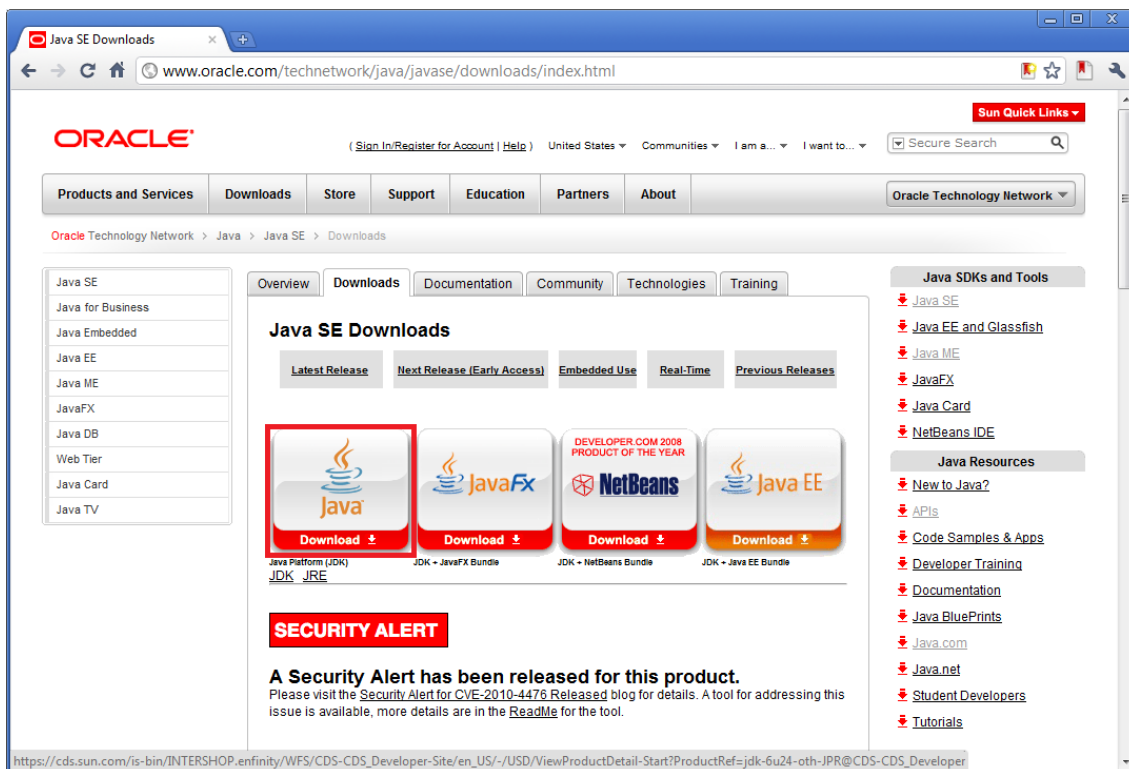 Java SE Downloads
www.oracle.com/technetwork/java/javase/downloads/index.html
Sun Quick Links
ORACLE
( Sign In/Register for Account | Help ) United States Communities I am a... I want to... Secure Search
Products and Services Downloads Store Support Education Partners About Oracle Technology Network
Oracle Technology Network > Java > Java SE > Downloads
Java SE
Java for Business
Java Embedded
Java EE
Java ME
JavaFX
Java DB
Web Tier
Java Card
Java TV
Overview Downloads Documentation Community Technologies Training
Java SE Downloads
Latest Release Next Release (Early Access) Embedded Use Real-Time Previous Releases
Java
Download
JavaFx
Download
DEVELOPER.COM 2008
PRODUCT OF THE YEAR
NetBeans
Download
Java EE
Download
Java Platform (JDK) JDK + JavaFX Bundle JDK + NetBeans Bundle JDK + Java EE Bundle
JDK JRE
SECURITY ALERT
A Security Alert has been released for this product.
Please visit the Security Alert for CVE-2010-4476 Released blog for details. A tool for addressing this
issue is available, more details are in the ReadMe for the tool.
Java SDKs and Tools
Java SE
Java EE and Glassfish
Java ME
JavaFX
Java Card
NetBeans IDE
Java Resources
New to Java?
APIs
Code Samples & Apps
Developer Training
Documentation
Java BluePrints
Java.com
Java.net
Student Developers
Tutorials
https://cds.sun.com/is-bin/INTERSHOP.enfinity/WFS/CDS-CDS_Developer-Site/en_US/-/USD/ViewProductDetail-Start?ProductRef=jdk-6u24-oth-JPR@CDS-CDS_Developer